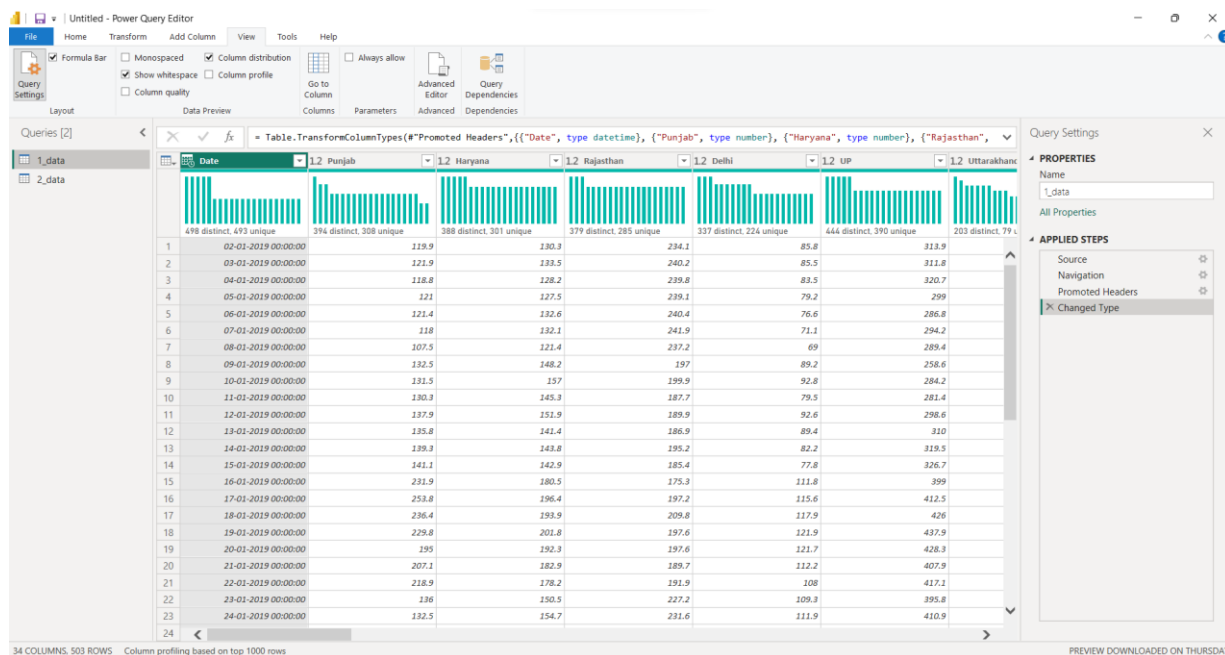 Untitled - Power Query Editor
File Home Transform Add Column View Tools Help
Query Settings
Formula Bar
Monospaced
Show whitespace
Column quality
Column distribution
Column profile
Go to Column
Always allow
Advanced Editor
Query Dependencies
Layout Data Preview Columns Parameters Advanced Dependencies
Queries [2]
1_data
2_data
fx = Table.TransformColumnTypes(#"Promoted Headers",{{"Date", type datetime}, {"Punjab", type number}, {"Haryana", type number}, {"Rajasthan",
Date 1.2 Punjab 1.2 Haryana 1.2 Rajasthan 1.2 Delhi 1.2 UP 1.2 Uttarakhand
498 distinct, 493 unique 394 distinct, 308 unique 388 distinct, 301 unique 379 distinct, 285 unique 337 distinct, 224 unique 444 distinct, 390 unique 203 distinct, 79 u
1 02-01-2019 00:00:00 119.9 130.3 234.1 85.8 313.9
2 03-01-2019 00:00:00 121.9 133.5 240.2 85.5 311.8
3 04-01-2019 00:00:00 118.8 128.2 239.8 83.5 320.7
4 05-01-2019 00:00:00 121 127.5 239.1 79.2 299
5 06-01-2019 00:00:00 121.4 132.6 240.4 76.6 286.8
6 07-01-2019 00:00:00 118 132.1 241.9 71.1 294.2
7 08-01-2019 00:00:00 107.5 121.4 237.2 69 289.4
8 09-01-2019 00:00:00 132.5 148.2 197 89.2 258.6
9 10-01-2019 00:00:00 131.5 157 199.9 92.8 284.2
10 11-01-2019 00:00:00 130.3 145.3 187.7 79.5 281.4
11 12-01-2019 00:00:00 137.9 151.9 189.9 92.6 298.6
12 13-01-2019 00:00:00 135.8 141.4 186.9 89.4 310
13 14-01-2019 00:00:00 139.3 143.8 195.2 82.2 319.5
14 15-01-2019 00:00:00 141.1 142.9 185.4 77.8 326.7
15 16-01-2019 00:00:00 231.9 180.5 175.3 111.8 399
16 17-01-2019 00:00:00 253.8 196.4 197.2 115.6 412.5
17 18-01-2019 00:00:00 236.4 193.9 209.8 117.9 426
18 19-01-2019 00:00:00 229.8 201.8 197.6 121.9 437.9
19 20-01-2019 00:00:00 195 192.3 197.6 121.7 428.3
20 21-01-2019 00:00:00 207.1 182.9 189.7 112.2 407.9
21 22-01-2019 00:00:00 218.9 178.2 191.9 108 417.1
22 23-01-2019 00:00:00 136 150.5 227.2 109.3 395.8
23 24-01-2019 00:00:00 132.5 154.7 231.6 111.9 410.9
24
Query Settings
PROPERTIES
Name
1_data
All Properties
APPLIED STEPS
Source
Navigation
Promoted Headers
Changed Type
34 COLUMNS, 503 ROWS Column profiling based on top 1000 rows
PREVIEW DOWNLOADED ON THURSDA